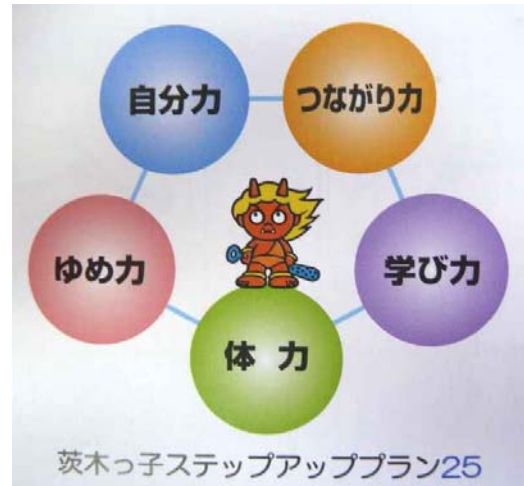 自分力
つながり力
ゆめ力
学び力
体 力
茨木っ子ステップアッププラン25